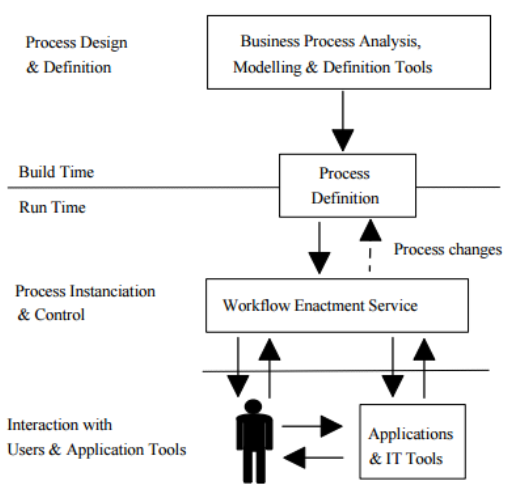 Process Design
& Definition
Business Process Analysis,
Modelling & Definition Tools
Build Time
Run Time
Process
Definition
Process changes
Process Instanciation
& Control
Workflow Enactment Service
Interaction with
Users & Application Tools
Applications
& IT Tools